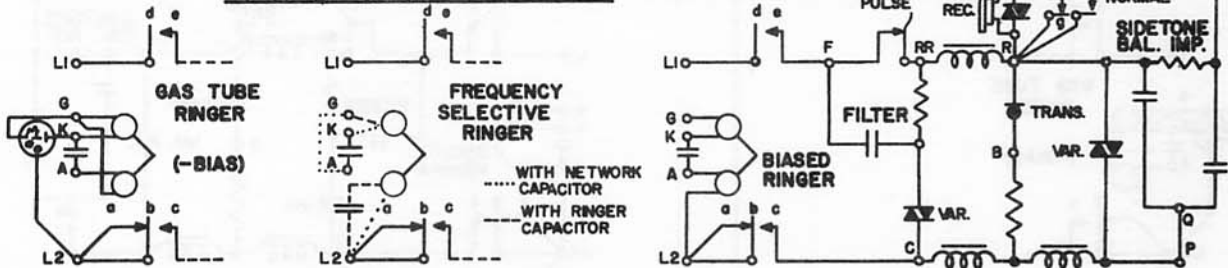 d e
L1
GAS TUBE
RINGER
G
K
A
(-BIAS)
a b c
L2
d e
L1
FREQUENCY
SELECTIVE
RINGER
G
K
A
WITH NETWORK
CAPACITOR
WITH RINGER
CAPACITOR
a b c
L2
d e
L1
F
PULSE
RR
R
REC.
g
NORMAL
SIDETONE
BAL. IMP.
G
K
A
BIASED
RINGER
FILTER
TRANS.
B
VAR.
VAR.
a b c
L2
C
Q
P